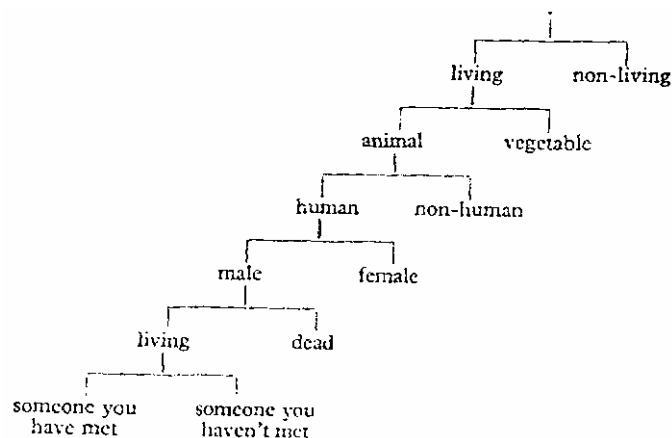 living non-living
animal vegetable
human non-human
male female
living dead
someone you someone you
have met haven't met